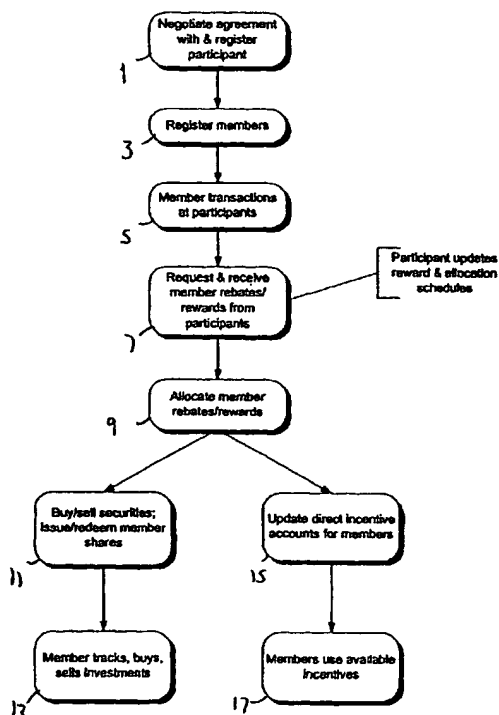 Negotiate agreement
with & register
participant
1
Register members
3
Member transactions
at participants
5
Request & receive
member rebates/
rewards from
participants
7
Participant updates
reward & allocation
schedules
Allocate member
rebates/rewards
9
Buy/sell securities;
issue/redeem member
shares
11
Update direct incentive
accounts for members
15
Member tracks, buys,
sells investments
13
Members use available
incentives
17